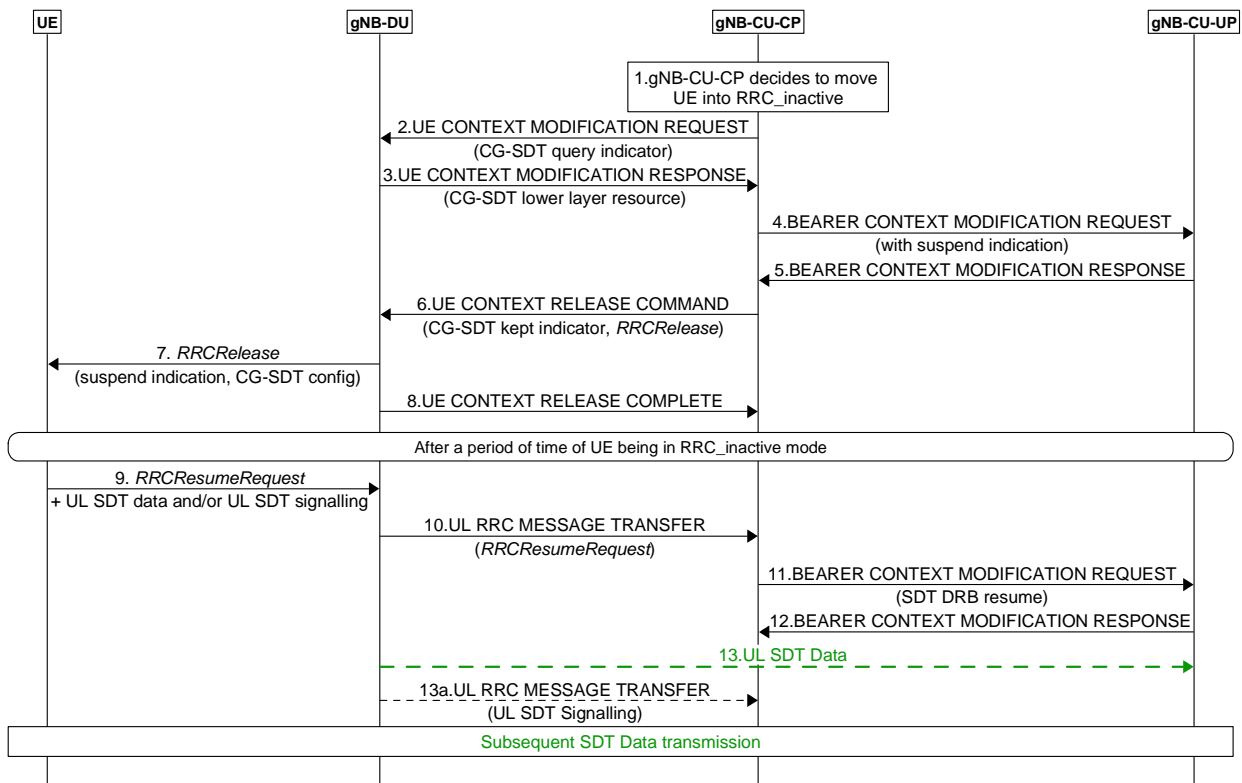 UE gNB-DU gNB-CU-CP gNB-CU-UP
1.gNB-CU-CP decides to move
UE into RRC_inactive
2.UE CONTEXT MODIFICATION REQUEST
(CG-SDT query indicator)
3.UE CONTEXT MODIFICATION RESPONSE
(CG-SDT lower layer resource)
4.BEARER CONTEXT MODIFICATION REQUEST
(with suspend indication)
5.BEARER CONTEXT MODIFICATION RESPONSE
6.UE CONTEXT RELEASE COMMAND
(CG-SDT kept indicator, RRCRelease)
7. RRCRelease
(suspend indication, CG-SDT config)
8.UE CONTEXT RELEASE COMPLETE
After a period of time of UE being in RRC_inactive mode
9. RRCResumeRequest
+ UL SDT data and/or UL SDT signalling
10.UL RRC MESSAGE TRANSFER
(RRCResumeRequest)
11.BEARER CONTEXT MODIFICATION REQUEST
(SDT DRB resume)
12.BEARER CONTEXT MODIFICATION RESPONSE
13.UL SDT Data
13a.UL RRC MESSAGE TRANSFER
(UL SDT Signalling)
Subsequent SDT Data transmission